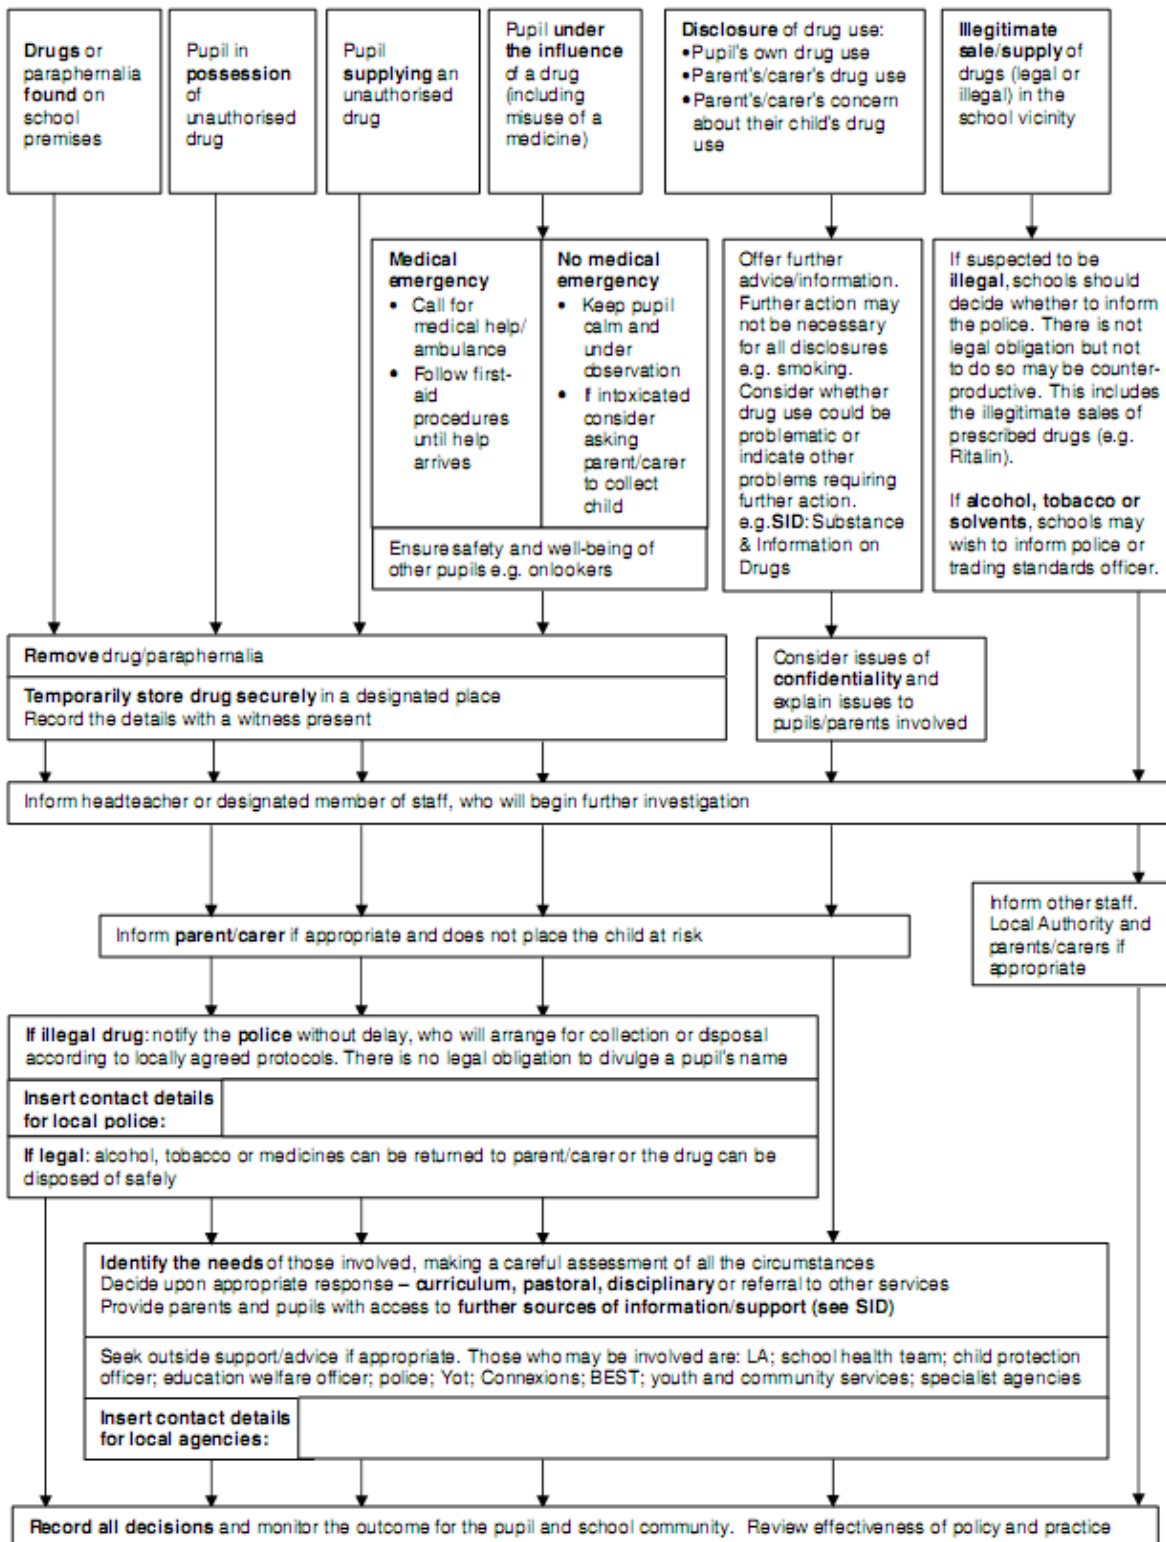 Drugs or
paraphernalia
found on
school
premises
Pupil in
possession
of
unauthorised
drug
Pupil
supplying an
unauthorised
drug
Pupil under
the influence
of a drug
(including
misuse of a
medicine)
Disclosure of drug use:
•Pupil's own drug use
•Parent's/carer's drug use
•Parent's/carer's concern
about their child's drug
use
Illegitimate
sale/supply of
drugs (legal or
illegal) in the
school vicinity
Medical
emergency
• Call for
medical help/
ambulance
• Follow first-
aid
procedures
until help
arrives
No medical
emergency
• Keep pupil
calm and
under
observation
• If intoxicated
consider
asking
parent/carer
to collect
child
Ensure safety and well-being of
other pupils e.g. onlookers
Offer further
advice/information.
Further action may
not be necessary
for all disclosures
e.g. smoking.
Consider whether
drug use could be
problematic or
indicate other
problems requiring
further action.
e.g.SID: Substance
& Information on
Drugs
If suspected to be
illegal, schools should
decide whether to inform
the police. There is not
legal obligation but not
to do so may be counter-
productive. This includes
the illegitimate sales of
prescribed drugs (e.g.
Ritalin).
If alcohol, tobacco or
solvents, schools may
wish to inform police or
trading standards officer.
Remove drug/paraphernalia
Temporarily store drug securely in a designated place
Record the details with a witness present
Consider issues of
confidentiality and
explain issues to
pupils/parents involved
Inform headteacher or designated member of staff, who will begin further investigation
Inform parent/carer if appropriate and does not place the child at risk
Inform other staff.
Local Authority and
parents/carers if
appropriate
If illegal drug: notify the police without delay, who will arrange for collection or disposal
according to locally agreed protocols. There is no legal obligation to divulge a pupil's name
Insert contact details
for local police:
If legal: alcohol, tobacco or medicines can be returned to parent/carer or the drug can be
disposed of safely
Identify the needs of those involved, making a careful assessment of all the circumstances
Decide upon appropriate response – curriculum, pastoral, disciplinary or referral to other services
Provide parents and pupils with access to further sources of information/support (see SID)
Seek outside support/advice if appropriate. Those who may be involved are: LA; school health team; child protection
officer; education welfare officer; police; Yot; Connexions; BEST; youth and community services; specialist agencies
Insert contact details
for local agencies:
Record all decisions and monitor the outcome for the pupil and school community. Review effectiveness of policy and practice